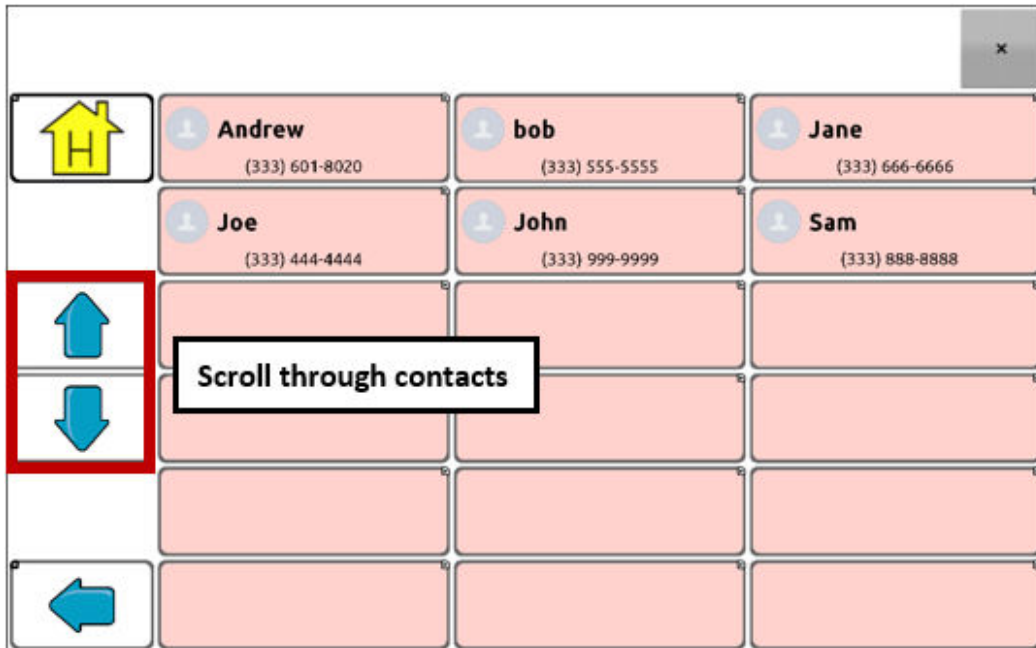 ×
H
Andrew
(333) 601-8020
bob
(333) 555-5555
Jane
(333) 666-6666
Joe
(333) 444-4444
John
(333) 999-9999
Sam
(333) 888-8888
Scroll through contacts